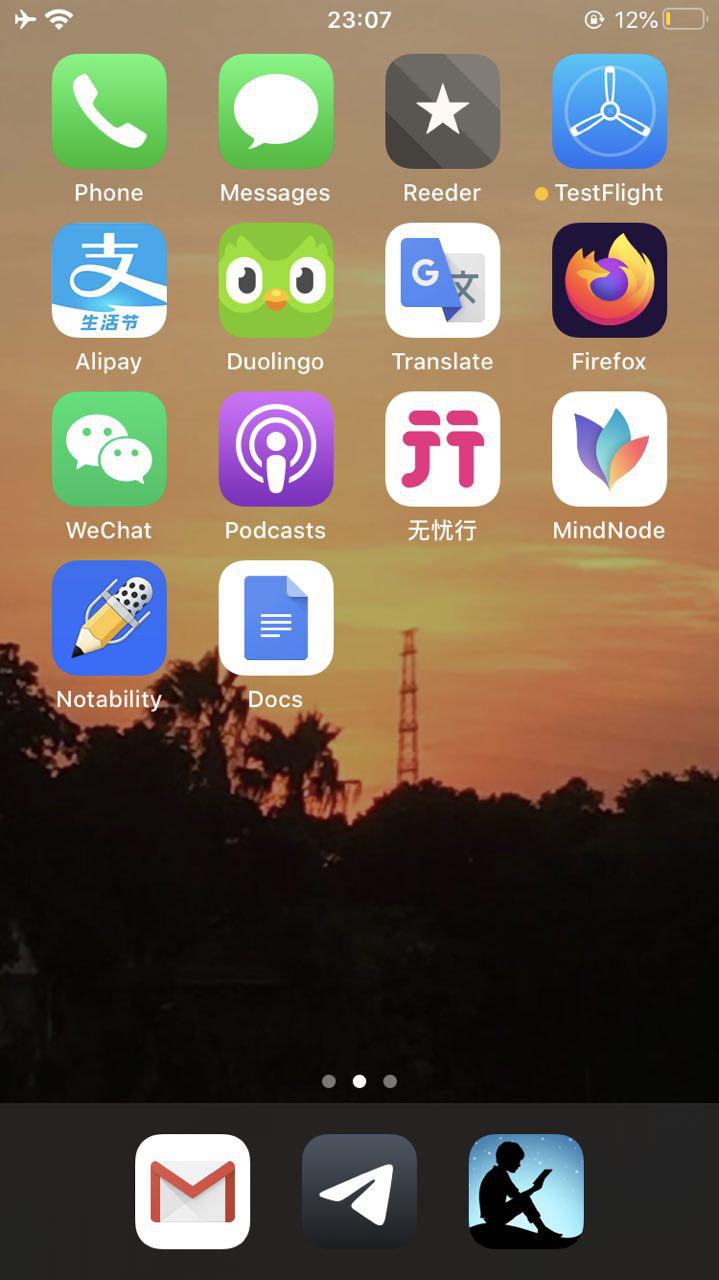 23:07
12%
Phone
Messages
Reeder
TestFlight
支
生活节
G
文
Alipay
Duolingo
Translate
Firefox
行
WeChat
Podcasts
无忧行
MindNode
Notability
Docs